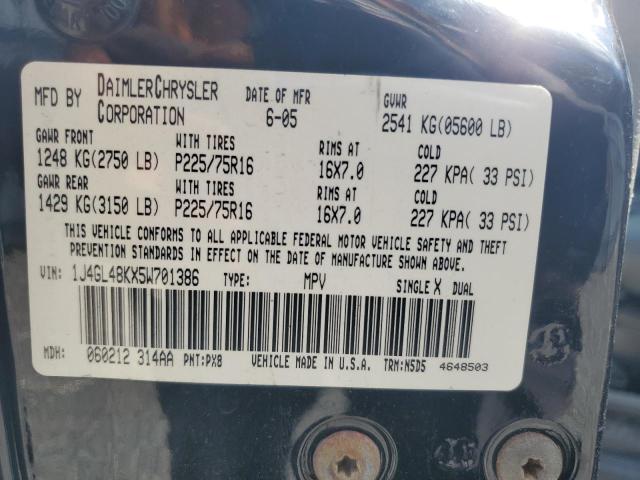 MFD BY DAIMLERCHRYSLER CORPORATION DATE OF MFR 6-05 GVWR 2541 KG(05600 LB)
GAWR FRONT WITH TIRES RIMS AT COLD
1248 KG(2750 LB) P225/75R16 16X7.0 227 KPA( 33 PSI)
GAWR REAR WITH TIRES RIMS AT COLD
1429 KG(3150 LB) P225/75R16 16X7.0 227 KPA( 33 PSI)
THIS VEHICLE CONFORMS TO ALL APPLICABLE FEDERAL MOTOR VEHICLE SAFETY AND THEFT
PREVENTION STANDARDS IN EFFECT ON THE DATE OF MANUFACTURE SHOWN ABOVE.
VIN: 1J4GL48KX5W701386 TYPE: MPV SINGLE X DUAL
MDH: 060212 314AA PNT:PX8 VEHICLE MADE IN U.S.A. TRM:N5D5 4648503